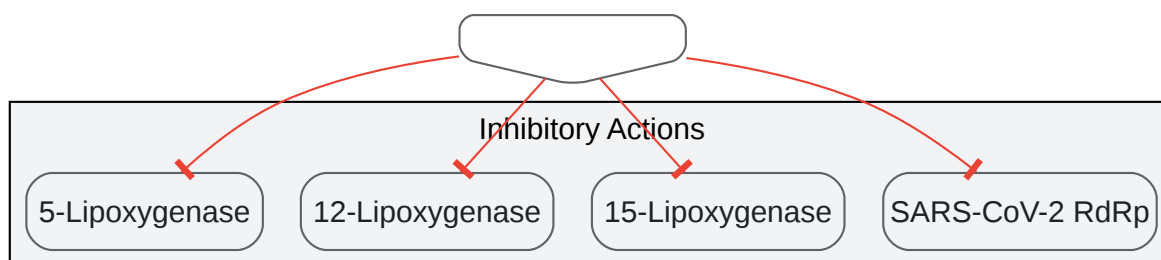 Inhibitory Actions
5-Lipoxygenase
12-Lipoxygenase
15-Lipoxygenase
SARS-CoV-2 RdRp